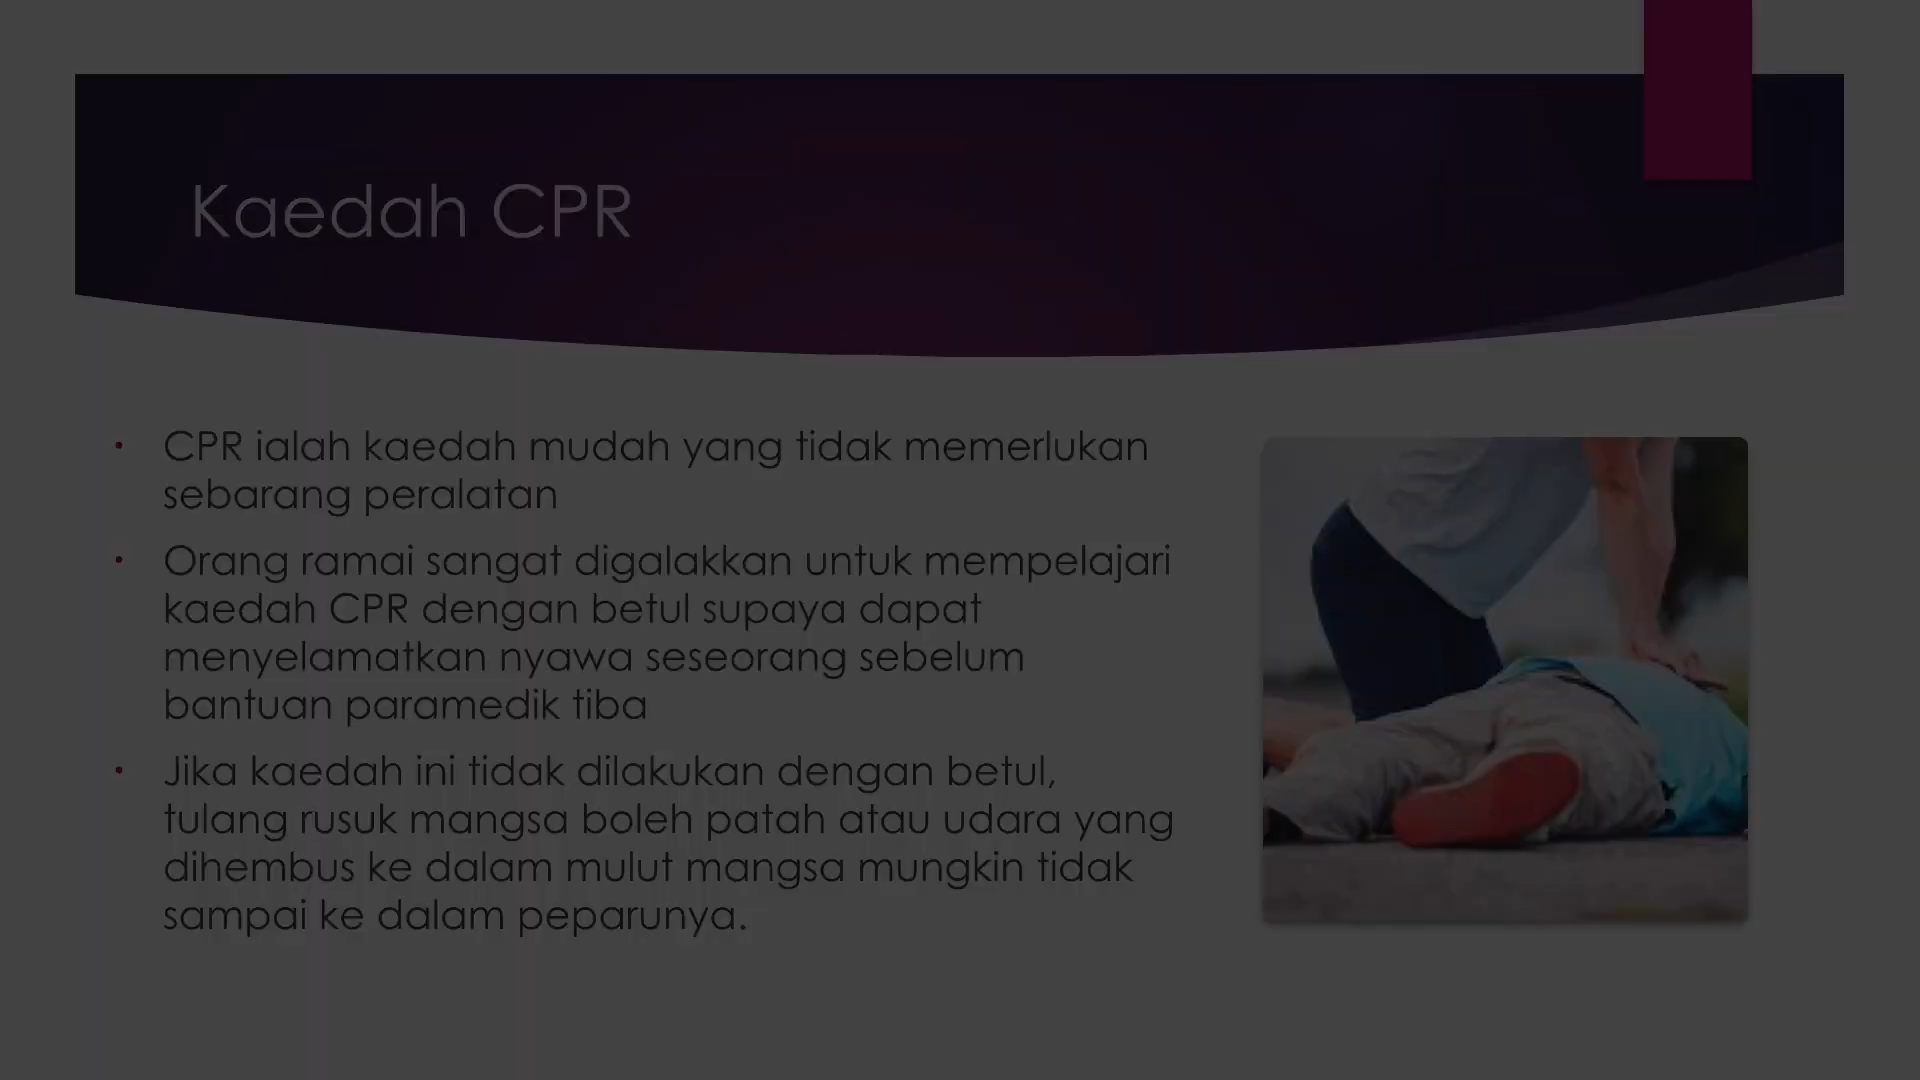 Kaedah CPR
• CPR ialah kaedah mudah yang tidak memerlukan
sebarang peralatan
• Orang ramai sangat digalakkan untuk mempelajari
kaedah CPR dengan betul supaya dapat
menyelamatkan nyawa seseorang sebelum
bantuan paramedik tiba
• Jika kaedah ini tidak dilakukan dengan betul,
tulang rusuk mangsa boleh patah atau udara yang
dihembus ke dalam mulut mangsa mungkin tidak
sampai ke dalam peparunya.